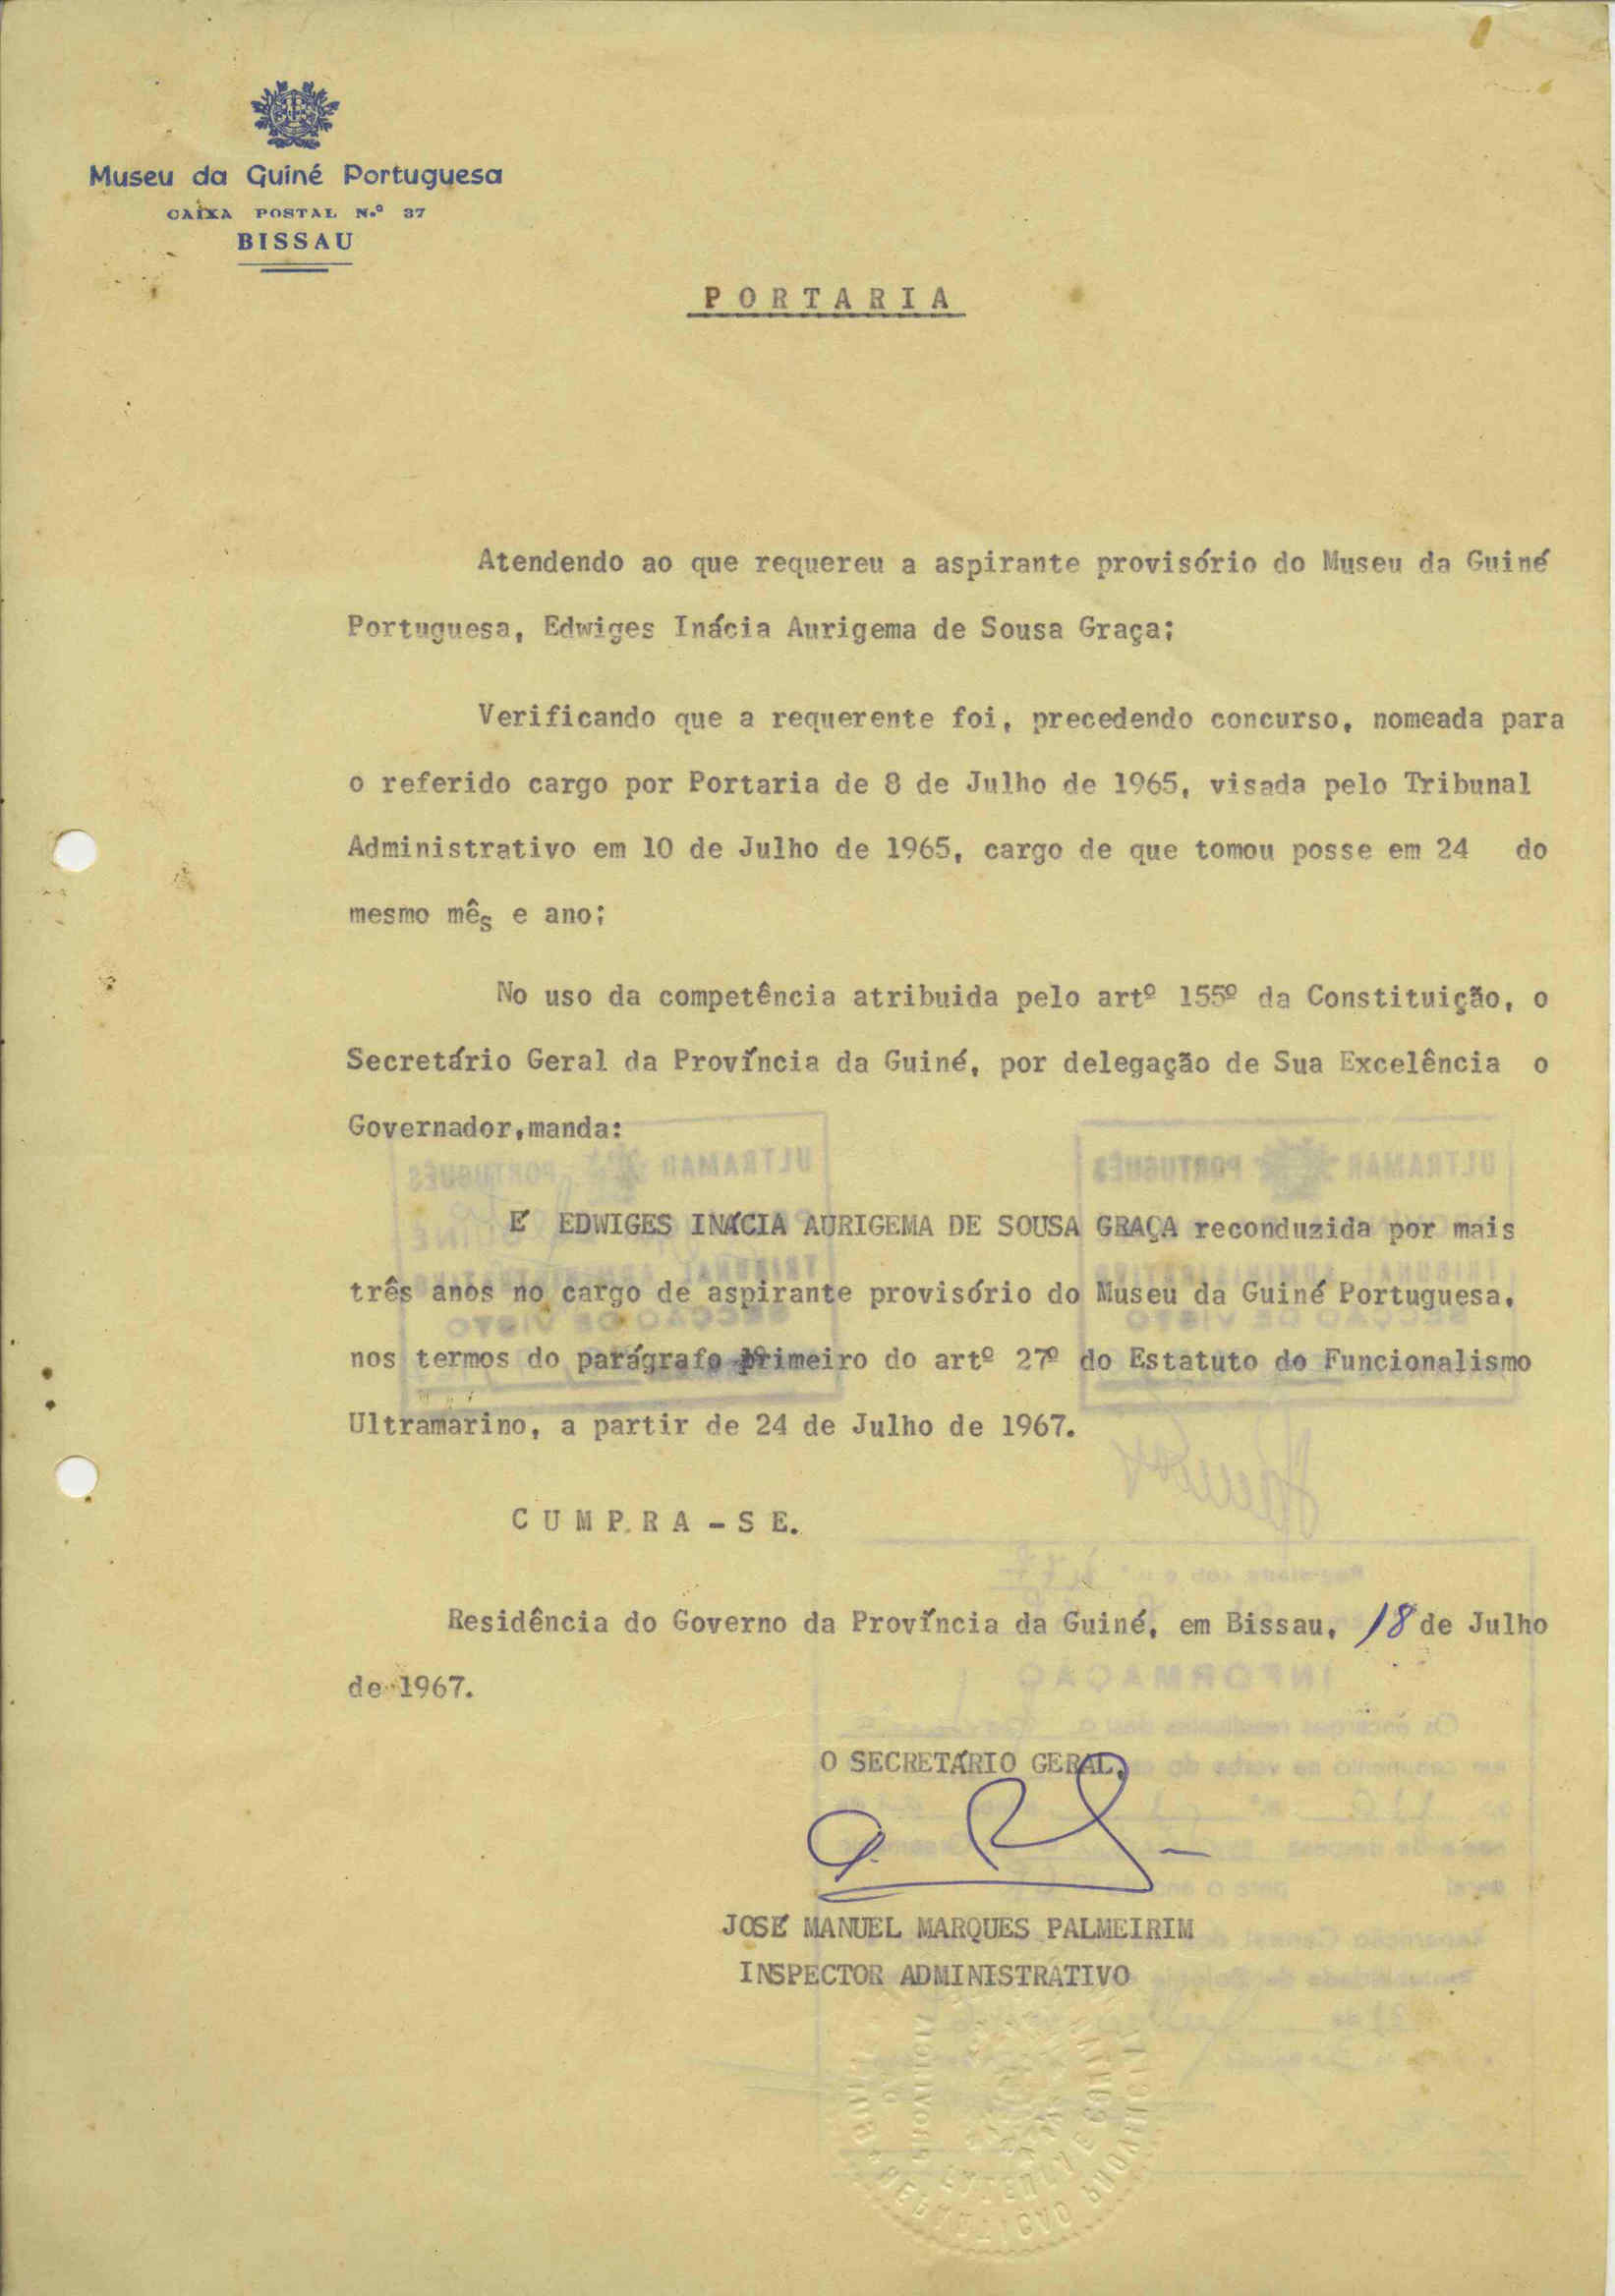 Museu da Guiné Portuguesa
CAIXA POSTAL N.º 37
BISSAU
PORTARIA
Atendendo ao que requereu a aspirante provisório do Museu da Guiné
Portuguesa, Edwiges Inácia Aurigema de Sousa Graça;
Verificando que a requerente foi, precedendo concurso, nomeada para
o referido cargo por Portaria de 8 de Julho de 1965, visada pelo Tribunal
Administrativo em 10 de Julho de 1965, cargo de que tomou posse em 24 do
mesmo mês e ano;
No uso da competência atribuida pelo artº 155º da Constituição, o
Secretário Geral da Província da Guiné, por delegação de Sua Excelência o
Governador,manda:
É EDWIGES INÁCIA AURIGEMA DE SOUSA GRAÇA reconduzida por mais
três anos no cargo de aspirante provisório do Museu da Guiné Portuguesa,
nos termos do parágrafo primeiro do artº 27º do Estatuto do Funcionalismo
Ultramarino, a partir de 24 de Julho de 1967.
CUMPRA-SE.
Residência do Governo da Província da Guiné, em Bissau, 18 de Julho
de 1967.
O SECRETÁRIO GERAL,
JOSÉ MANUEL MARQUES PALMEIRIM
INSPECTOR ADMINISTRATIVO